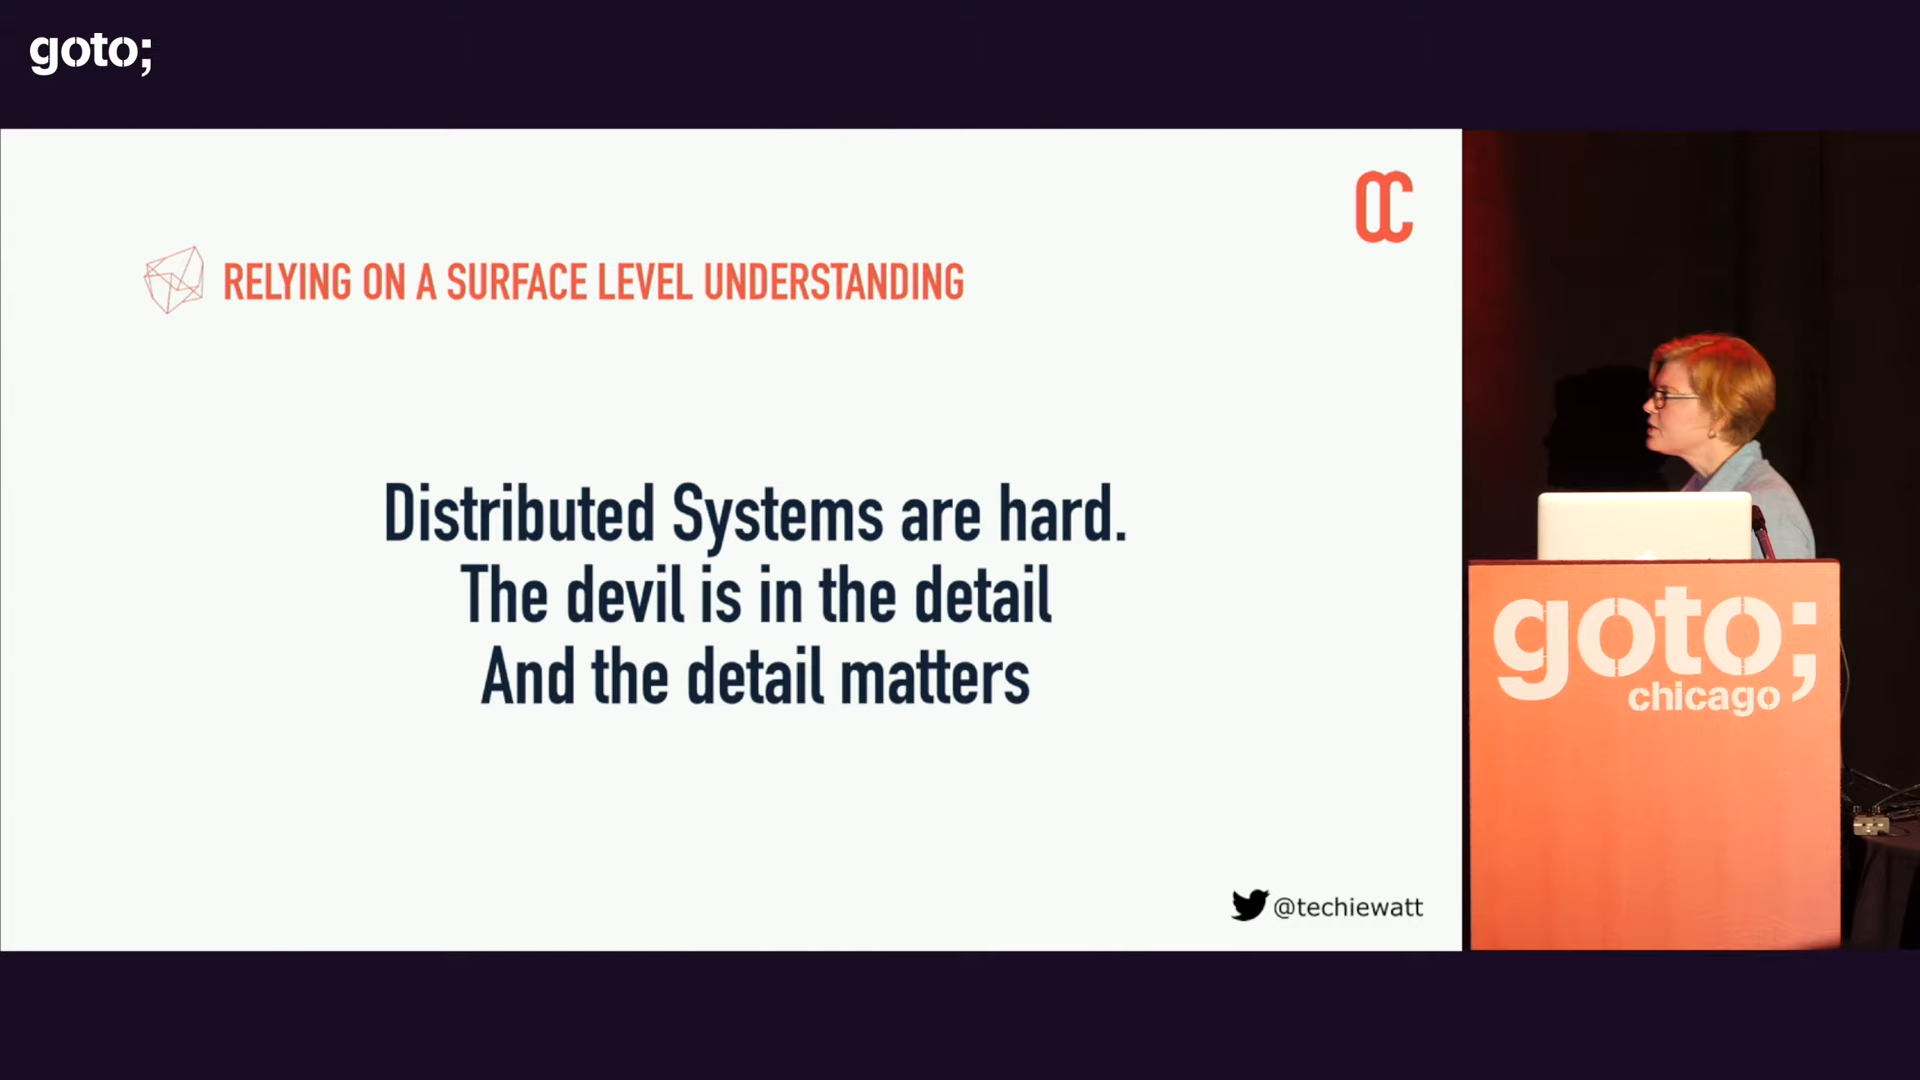 goto;
RELYING ON A SURFACE LEVEL UNDERSTANDING
Distributed Systems are hard.
The devil is in the detail
And the detail matters
@techiewatt
goto;
chicago